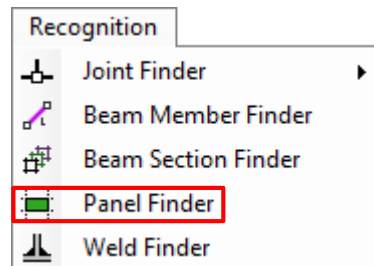 Recognition
Joint Finder
Beam Member Finder
Beam Section Finder
Panel Finder
Weld Finder